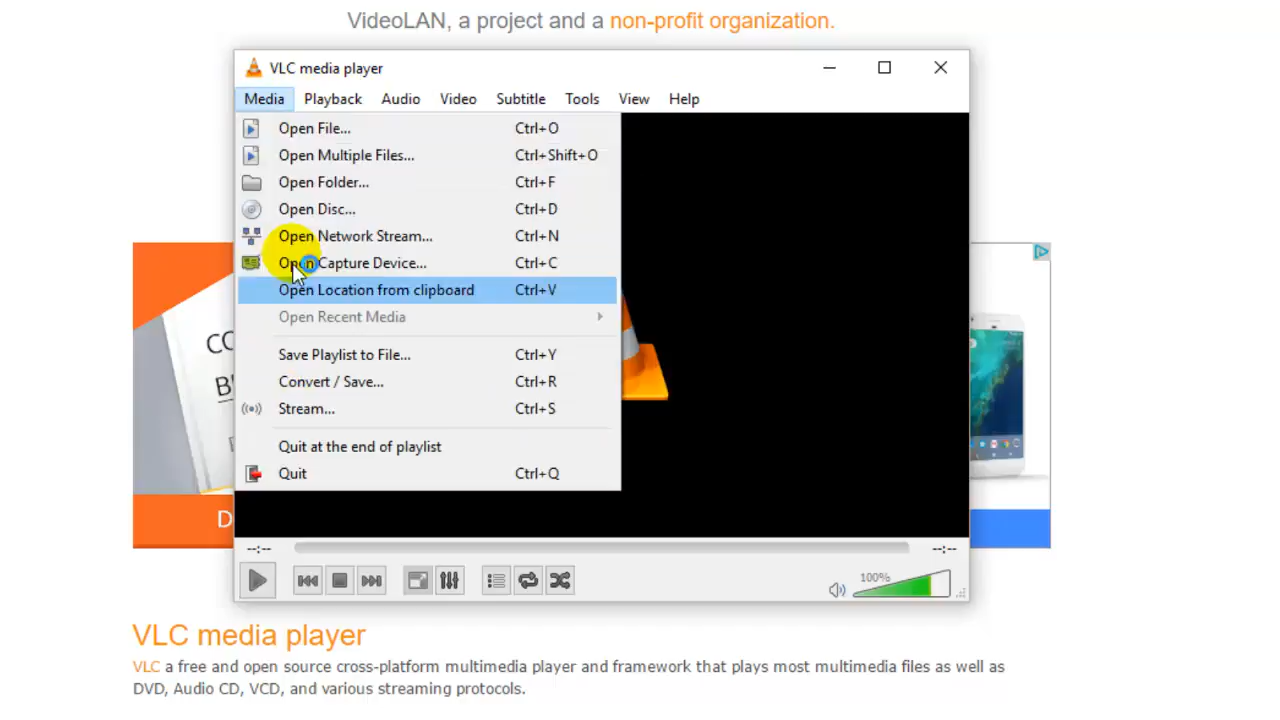 VideoLAN, a project and a non-profit organization.
VLC media player
Media Playback Audio Video Subtitle Tools View Help
Open File... Ctrl+O
Open Multiple Files... Ctrl+Shift+O
Open Folder... Ctrl+F
Open Disc... Ctrl+D
Open Network Stream... Ctrl+N
Open Capture Device... Ctrl+C
Open Location from clipboard Ctrl+V
Open Recent Media
Save Playlist to File... Ctrl+Y
Convert / Save... Ctrl+R
Stream... Ctrl+S
Quit at the end of playlist
Quit Ctrl+Q
CO
B
D
--:-- --:--
100%
VLC media player
VLC a free and open source cross-platform multimedia player and framework that plays most multimedia files as well as
DVD, Audio CD, VCD, and various streaming protocols.